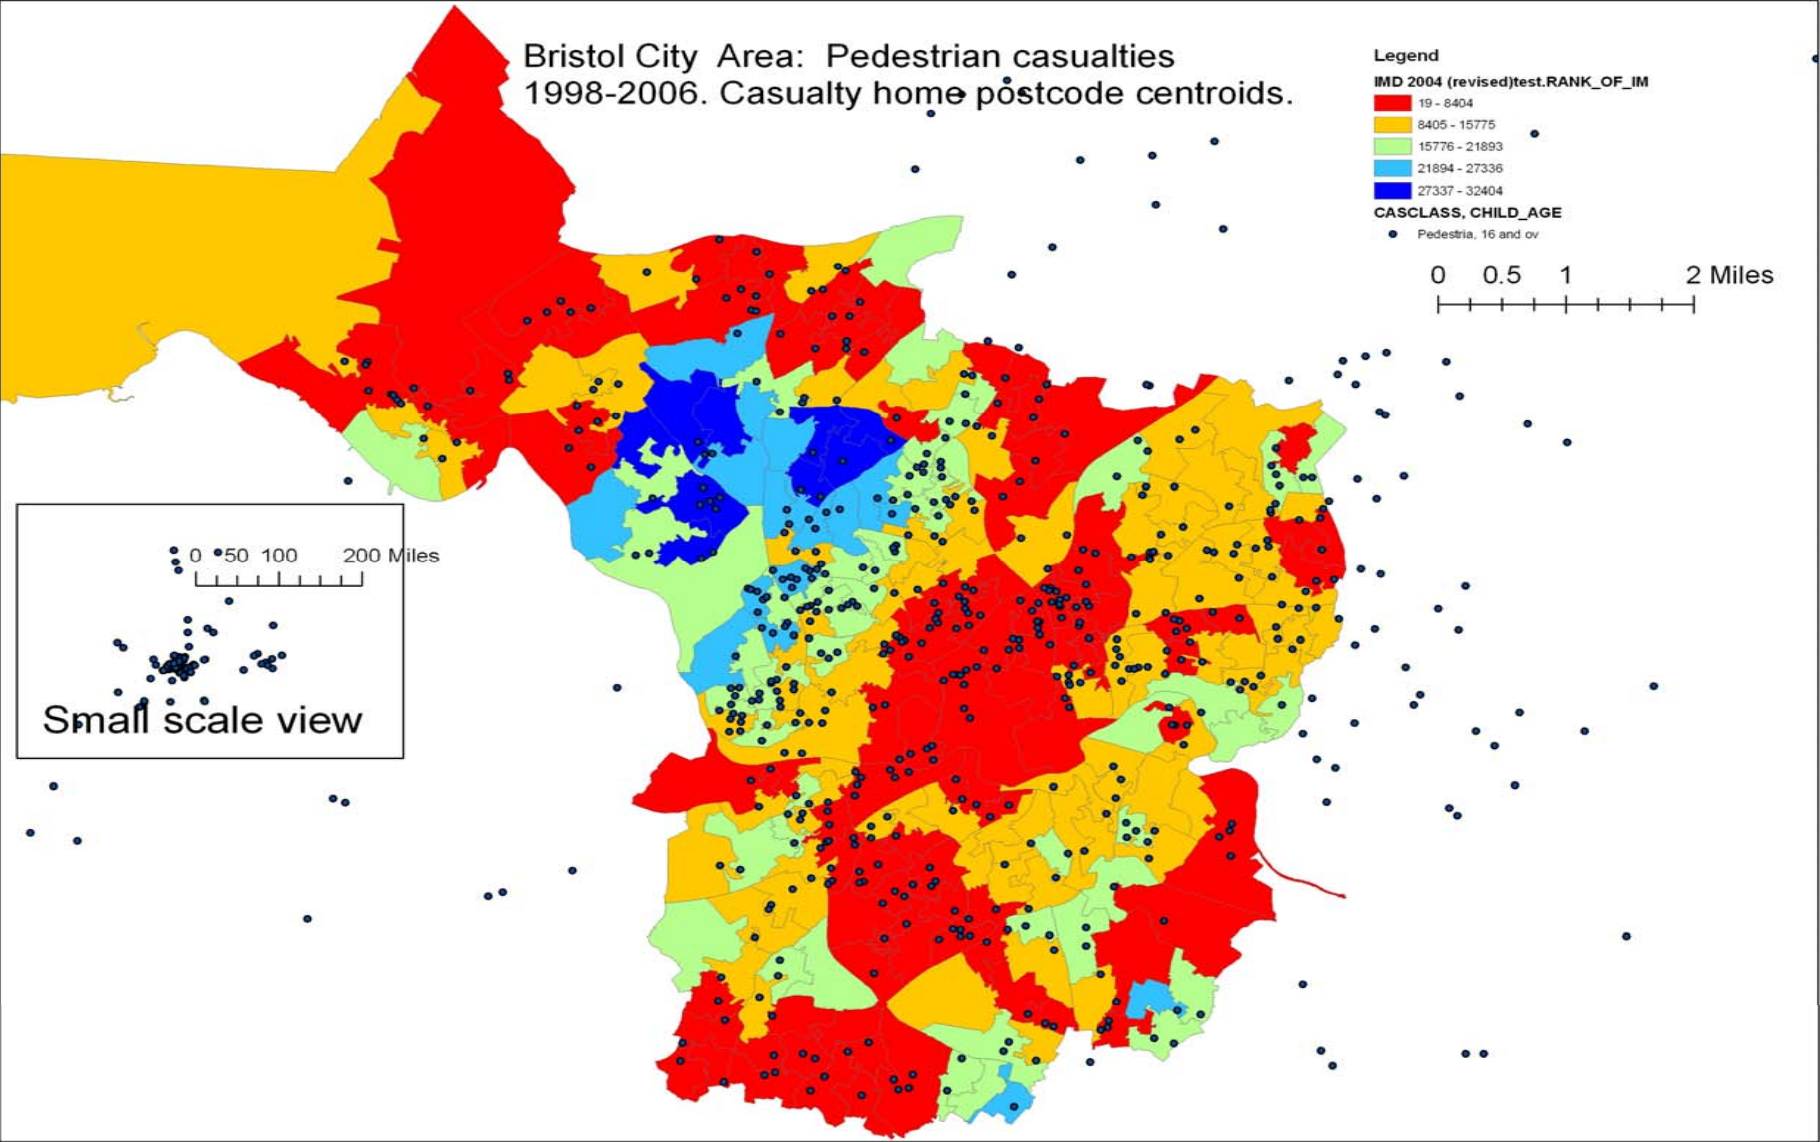 Bristol City Area: Pedestrian casualties
1998-2006. Casualty home postcode centroids.
Legend
IMD 2004 (revised)test.RANK_OF_IM
19 - 8404
8405 - 15775
15776 - 21893
21894 - 27336
27337 - 32404
CASCLASS, CHILD_AGE
Pedestria, 16 and ov
0 0.5 1 2 Miles
0 50 100 200 Miles
Small scale view